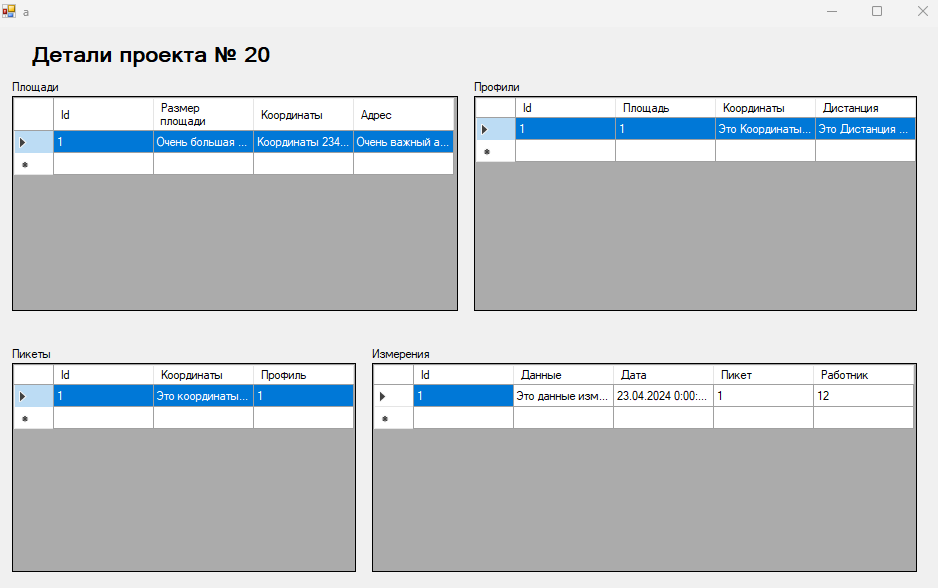 a
Детали проекта № 20
Площади
Id Размер площади Координаты Адрес
1 Очень большая ... Координаты 234... Очень важный а...
Профили
Id Площадь Координаты Дистанция
1 1 Это Координаты... Это Дистанция ...
Пикеты
Id Координаты Профиль
1 Это координаты... 1
Измерения
Id Данные Дата Пикет Работник
1 Это данные изм... 23.04.2024 0:00:... 1 12